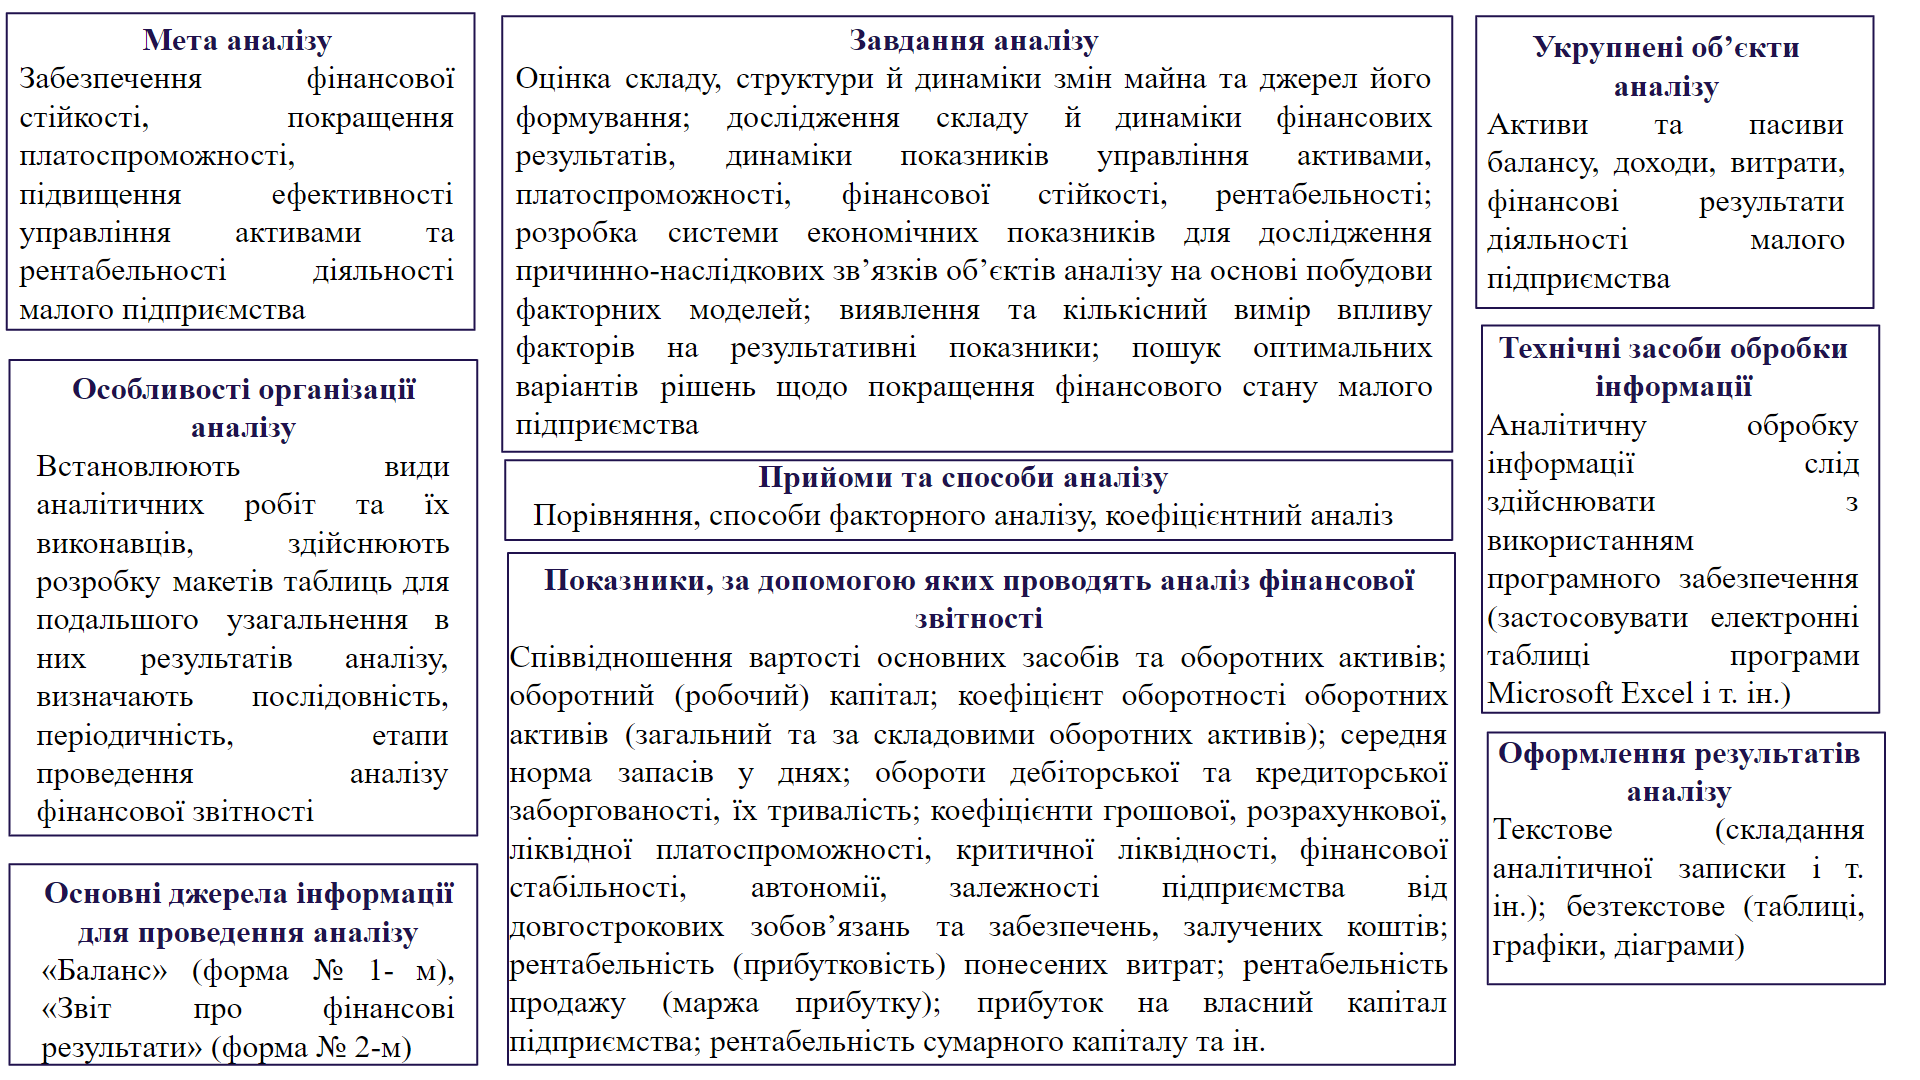 Мета аналізу
Забезпечення фінансової
стійкості, покращення
платоспроможності,
підвищення ефективності
управління активами та
рентабельності діяльності
малого підприємства
Особливості організації
аналізу
Встановлюють види
аналітичних робіт та їх
виконавців, здійснюють
розробку макетів таблиць для
подальшого узагальнення в
них результатів аналізу,
визначають послідовність,
періодичність, етапи
проведення аналізу
фінансової звітності
Основні джерела інформації
для проведення аналізу
«Баланс» (форма № 1- м),
«Звіт про фінансові
результати» (форма № 2-м)
Завдання аналізу
Оцінка складу, структури й динаміки змін майна та джерел його
формування; дослідження складу й динаміки фінансових
результатів, динаміки показників управління активами,
платоспроможності, фінансової стійкості, рентабельності;
розробка системи економічних показників для дослідження
причинно-наслідкових зв’язків об’єктів аналізу на основі побудови
факторних моделей; виявлення та кількісний вимір впливу
факторів на результативні показники; пошук оптимальних
варіантів рішень щодо покращення фінансового стану малого
підприємства
Прийоми та способи аналізу
Порівняння, способи факторного аналізу, коефіцієнтний аналіз
Показники, за допомогою яких проводять аналіз фінансової
звітності
Співвідношення вартості основних засобів та оборотних активів;
оборотний (робочий) капітал; коефіцієнт оборотності оборотних
активів (загальний та за складовими оборотних активів); середня
норма запасів у днях; обороти дебіторської та кредиторської
заборгованості, їх тривалість; коефіцієнти грошової, розрахункової,
ліквідної платоспроможності, критичної ліквідності, фінансової
стабільності, автономії, залежності підприємства від
довгострокових зобов’язань та забезпечень, залучених коштів;
рентабельність (прибутковість) понесених витрат; рентабельність
продажу (маржа прибутку); прибуток на власний капітал
підприємства; рентабельність сумарного капіталу та ін.
Укрупнені об’єкти
аналізу
Активи та пасиви
балансу, доходи, витрати,
фінансові результати
діяльності малого
підприємства
Технічні засоби обробки
інформації
Аналітичну обробку
інформації слід
здійснювати з
використанням
програмного забезпечення
(застосовувати електронні
таблиці програми
Microsoft Excel і т. ін.)
Оформлення результатів
аналізу
Текстове (складання
аналітичної записки і т.
ін.); безтекстове (таблиці,
графіки, діаграми)